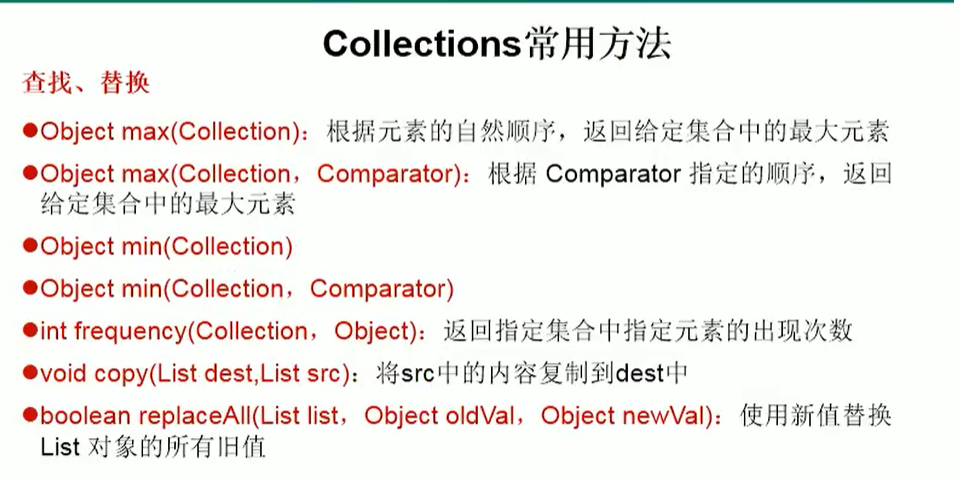 Collections常用方法
查找、替换
●Object max(Collection)：根据元素的自然顺序，返回给定集合中的最大元素
●Object max(Collection，Comparator)：根据 Comparator 指定的顺序，返回
给定集合中的最大元素
●Object min(Collection)
●Object min(Collection，Comparator)
●int frequency(Collection，Object)：返回指定集合中指定元素的出现次数
●void copy(List dest,List src)：将src中的内容复制到dest中
●boolean replaceAll(List list，Object oldVal，Object newVal)：使用新值替换
List 对象的所有旧值